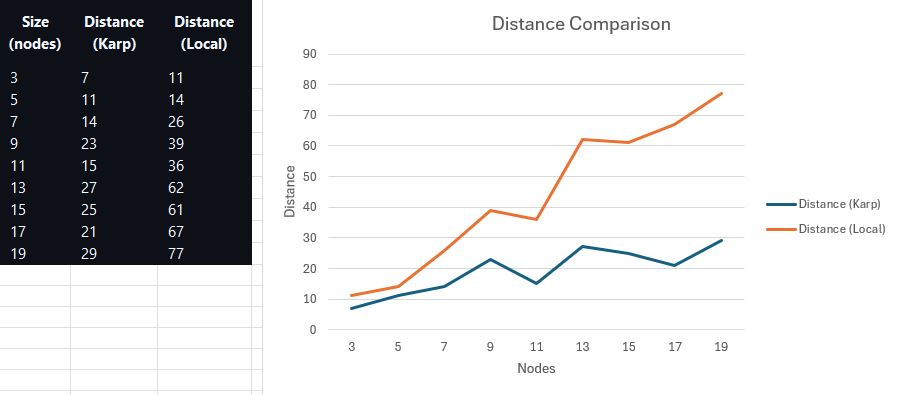 Size Distance Distance
(nodes) (Karp) (Local)
3 7 11
5 11 14
7 14 26
9 23 39
11 15 36
13 27 62
15 25 61
17 21 67
19 29 77
Distance Comparison
90
80
70
60
50
40
30
20
10
0
Distance
3 5 7 9 11 13 15 17 19
Nodes
Distance (Karp)
Distance (Local)